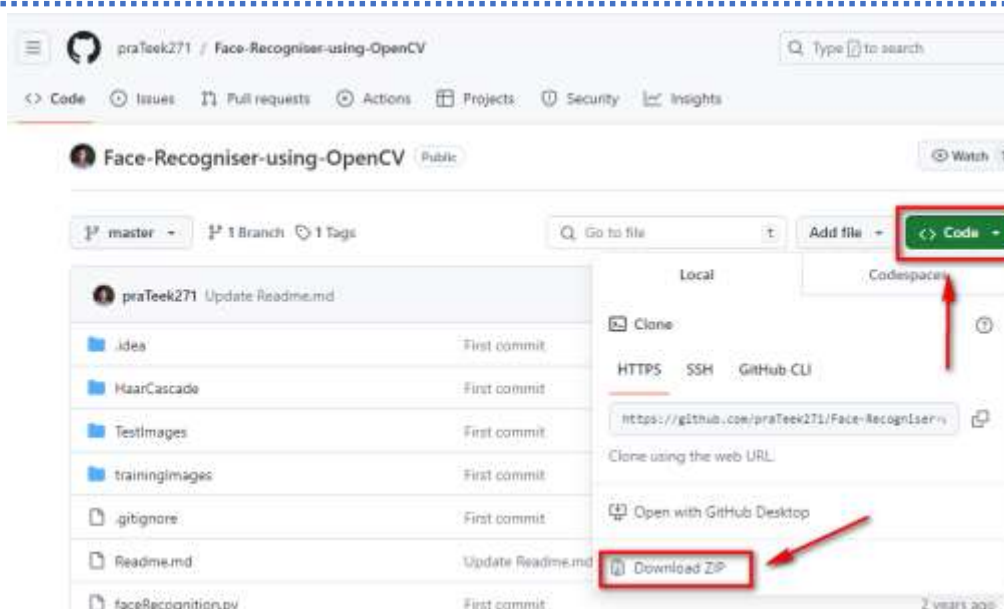 praTeek271 / Face-Recogniser-using-OpenCV
Type / to search
<> Code Issues Pull requests Actions Projects Security Insights
Face-Recogniser-using-OpenCV Public
Watch 1
master 1 Branch 1 Tags
Go to file t
Add file
<> Code
Local Codespaces
praTeek271 Update Readme.md
Clone
.idea First commit
HTTPS SSH GitHub CLI
HaarCascade First commit
https://github.com/praTeek271/Face-Recogniser-
TestImages First commit
Clone using the web URL.
trainingImages First commit
.gitignore First commit
Open with GitHub Desktop
Readme.md Update Readme.md
Download ZIP
faceRecognition.py First commit 2 years ago